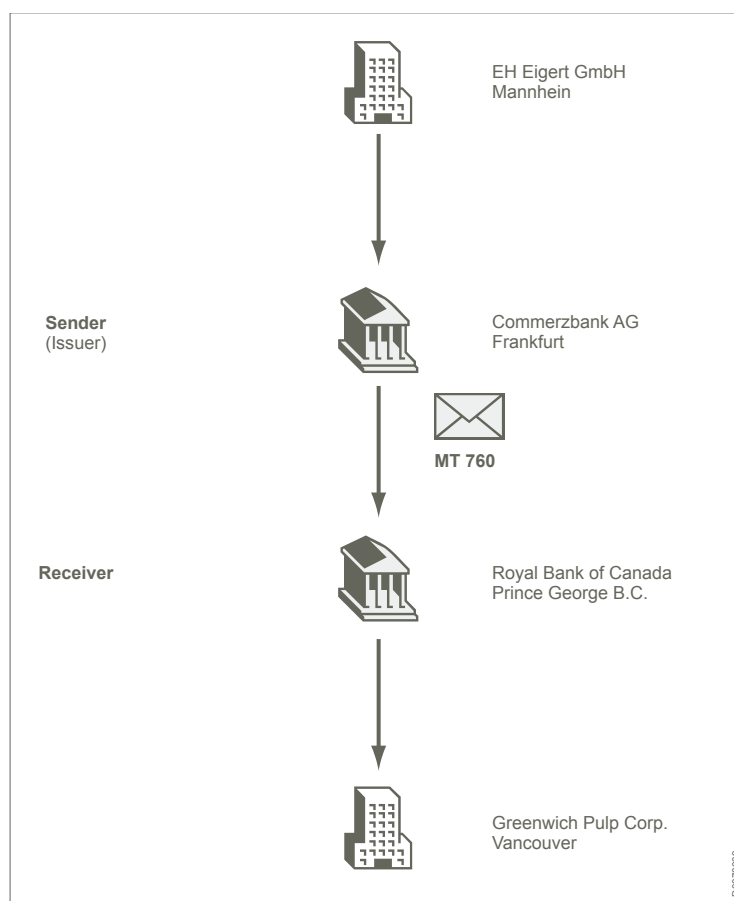 EH Eigert GmbH
Mannhein
Sender
(Issuer)
Commerzbank AG
Frankfurt
MT 760
Receiver
Royal Bank of Canada
Prince George B.C.
Greenwich Pulp Corp.
Vancouver